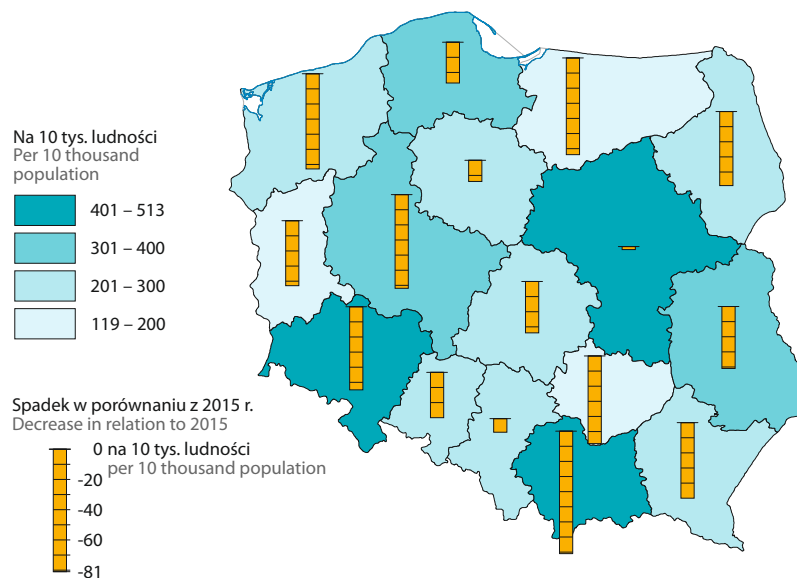 Na 10 tys. ludności
Per 10 thousand
population
401 – 513
301 – 400
201 – 300
119 – 200
Spadek w porównaniu z 2015 r.
Decrease in relation to 2015
0 na 10 tys. ludności
per 10 thousand population
-20
-40
-60
-81